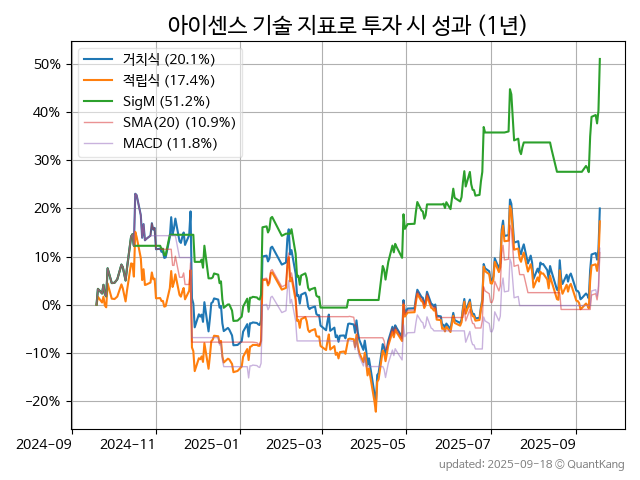 아이센스 기술 지표로 투자 시 성과 (1년)
거치식 (20.1%)
적립식 (17.4%)
SigM (51.2%)
SMA(20) (10.9%)
MACD (11.8%)
50%
40%
30%
20%
10%
0%
−10%
−20%
2024-09 2024-11 2025-01 2025-03 2025-05 2025-07 2025-09
updated: 2025-09-18 © QuantKang